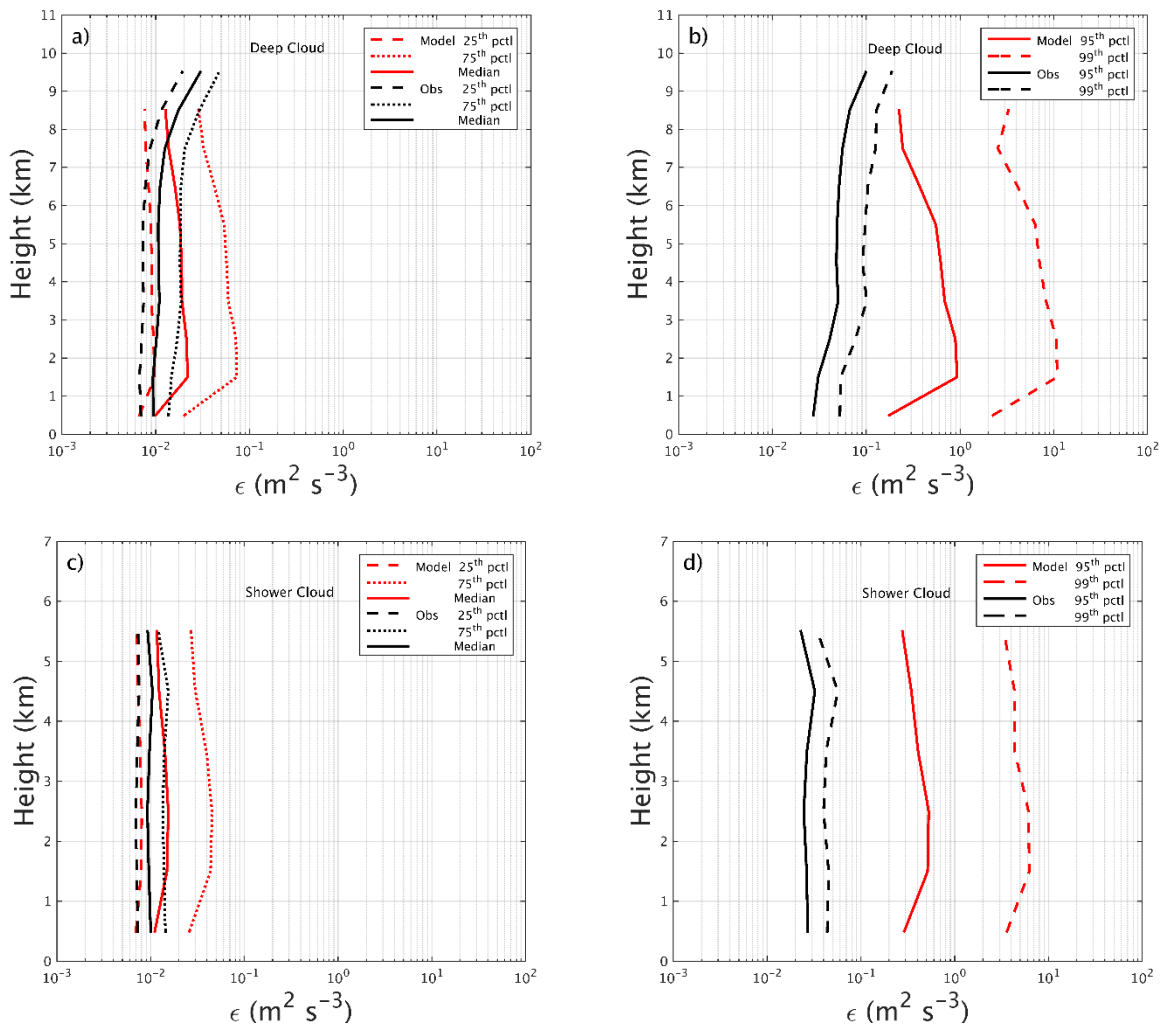 a)
Deep Cloud
Model 25th pctl
75th pctl
Median
Obs 25th pctl
75th pctl
Median
11
10
9
8
7
6
5
4
3
2
1
0
Height (km)
10−3 10−2 10−1 100 101 102
ϵ (m2 s−3)
b)
Deep Cloud
Model 95th pctl
99th pctl
Obs 95th pctl
99th pctl
11
10
9
8
7
6
5
4
3
2
1
0
Height (km)
10−3 10−2 10−1 100 101 102
ϵ (m2 s−3)
c)
Shower Cloud
Model 25th pctl
75th pctl
Median
Obs 25th pctl
75th pctl
Median
7
6
5
4
3
2
1
0
Height (km)
10−3 10−2 10−1 100 101 102
ϵ (m2 s−3)
d)
Shower Cloud
Model 95th pctl
99th pctl
Obs 95th pctl
99th pctl
7
6
5
4
3
2
1
0
Height (km)
10−3 10−2 10−1 100 101 102
ϵ (m2 s−3)